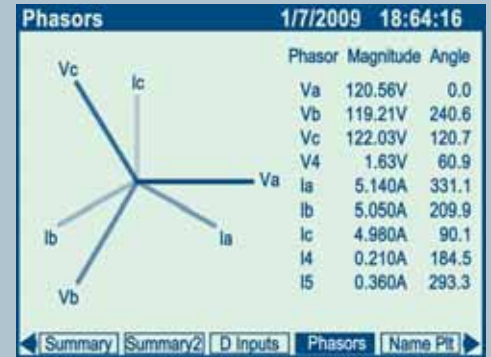 Phasors 1/7/2009 18:64:16
Phasor Magnitude Angle
Va 120.56V 0.0
Vb 119.21V 240.6
Vc 122.03V 120.7
V4 1.63V 60.9
Ia 5.140A 331.1
Ib 5.050A 209.9
Ic 4.980A 90.1
I4 0.210A 184.5
I5 0.360A 293.3
Vc
Ic
Va
Ib
Ia
Vb
Summary Summary2 D Inputs Phasors Name Plt